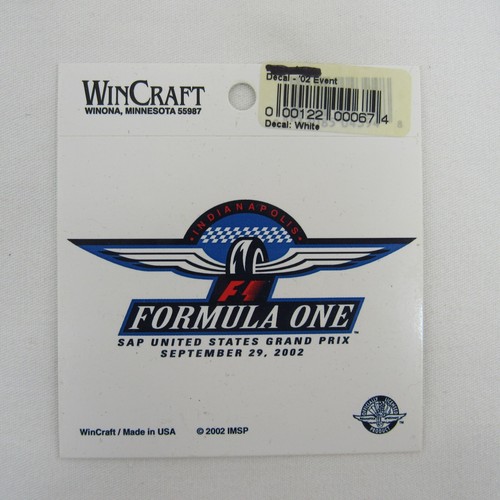 WINCRAFT
WINONA, MINNESOTA 55987
Decal - '02 Event
0 00122 00067 4
Decal: White
INDIANAPOLIS
F1
FORMULA ONE
SAP UNITED STATES GRAND PRIX
SEPTEMBER 29, 2002
WinCraft / Made in USA © 2002 IMSP